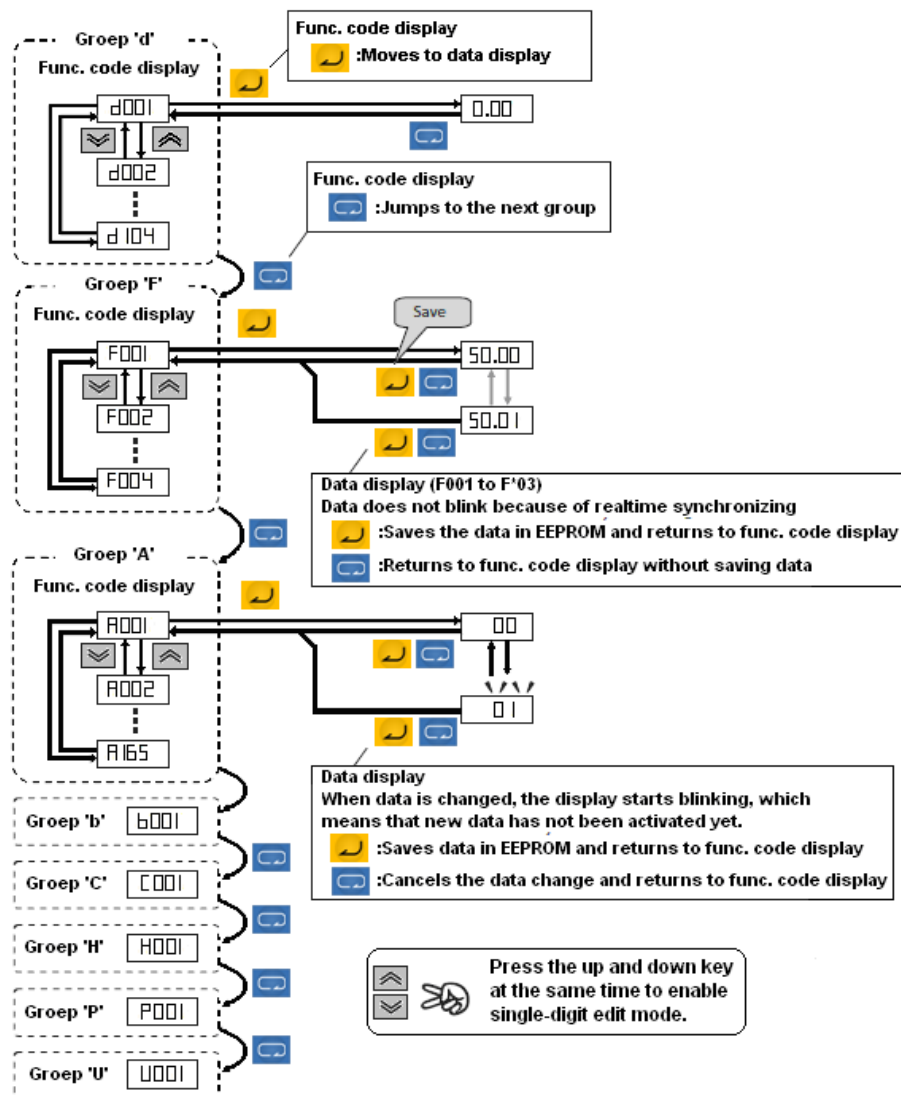 Groep 'd'
Func. code display
d001
d002
d104
Func. code display
:Moves to data display
0.00
Func. code display
:Jumps to the next group
Groep 'F'
Func. code display
F001
F002
F004
Save
50.00
50.01
Data display (F001 to F*03)
Data does not blink because of realtime synchronizing
:Saves the data in EEPROM and returns to func. code display
:Returns to func. code display without saving data
Groep 'A'
Func. code display
A001
A002
A165
00
01
Data display
When data is changed, the display starts blinking, which
means that new data has not been activated yet.
:Saves data in EEPROM and returns to func. code display
:Cancels the data change and returns to func. code display
Groep 'b'
b001
Groep 'C'
C001
Groep 'H'
H001
Groep 'P'
P001
Groep 'U'
U001
Press the up and down key
at the same time to enable
single-digit edit mode.